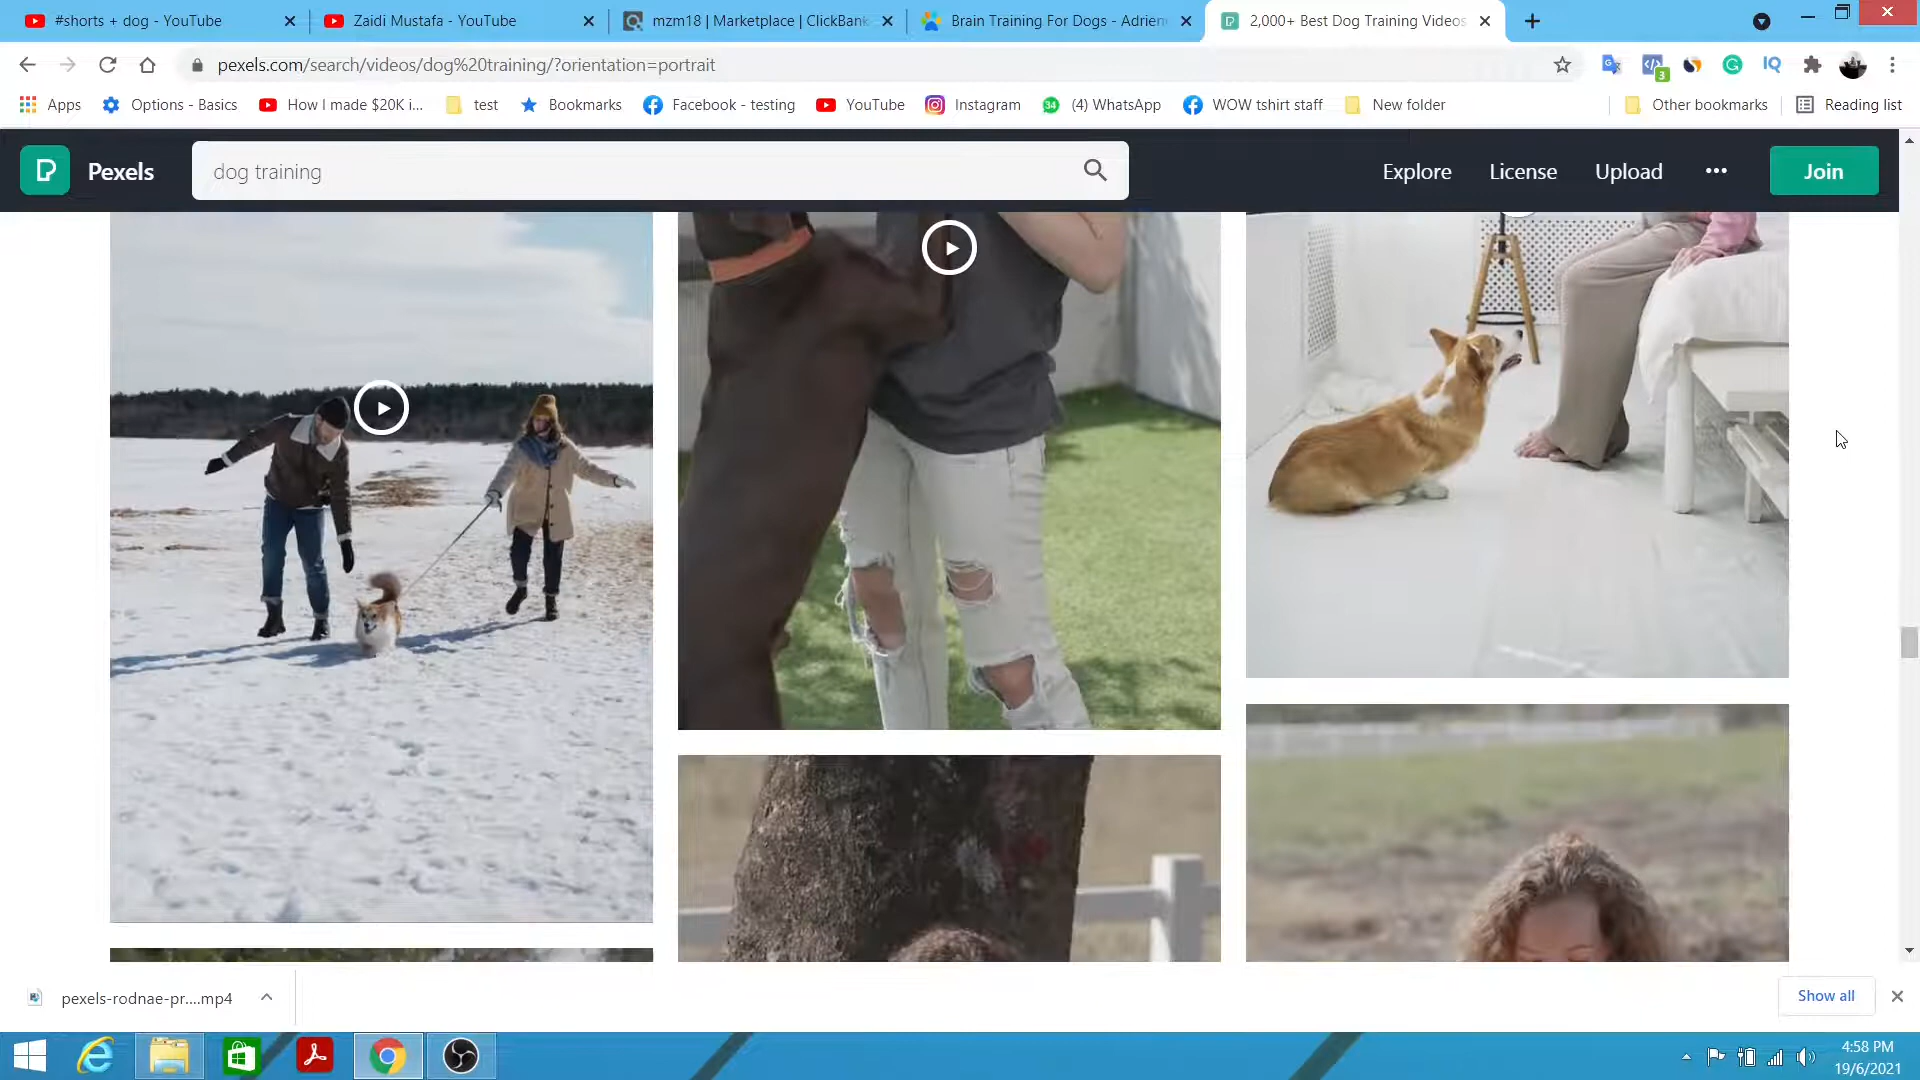 #shorts + dog - YouTube
Zaidi Mustafa - YouTube
mzm18 | Marketplace | ClickBank
Brain Training For Dogs - Adrien
2,000+ Best Dog Training Videos
pexels.com/search/videos/dog%20training/?orientation=portrait
3
IQ
Apps
Options - Basics
How I made $20K i...
test
Bookmarks
Facebook - testing
YouTube
Instagram
34
(4) WhatsApp
WOW tshirt staff
New folder
Other bookmarks
Reading list
Pexels
dog training
Explore
License
Upload
Join
pexels-rodnae-pr....mp4
Show all
4:58 PM
19/6/2021